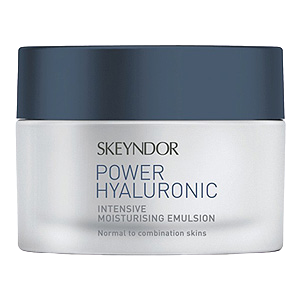 SKEYNDOR
POWER
HYALURONIC
INTENSIVE
MOISTURISING EMULSION
Normal to combination skins